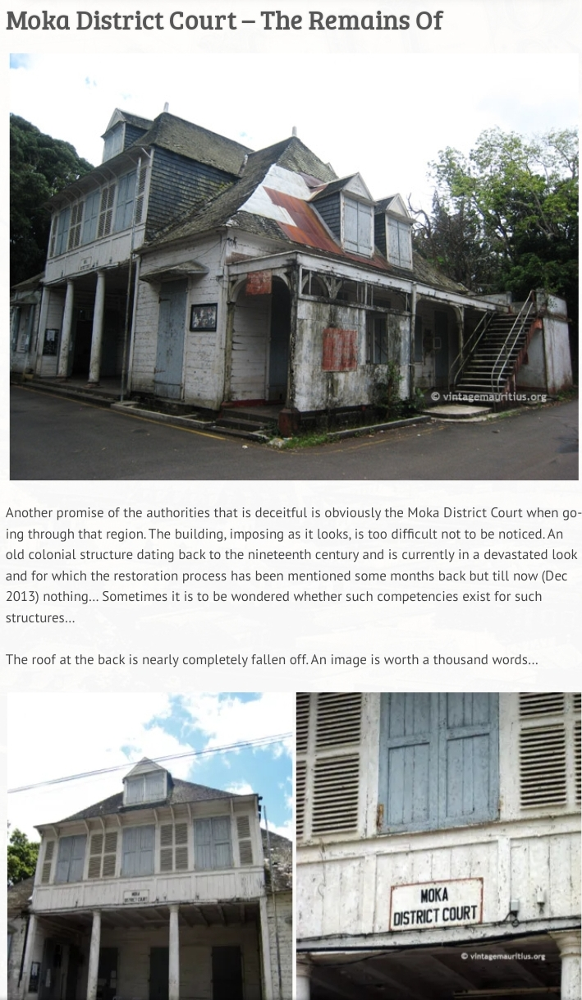 Moka District Court – The Remains Of
© vintagemauritius.org
Another promise of the authorities that is deceitful is obviously the Moka District Court when go-
ing through that region. The building, imposing as it looks, is too difficult not to be noticed. An
old colonial structure dating back to the nineteenth century and is currently in a devastated look
and for which the restoration process has been mentioned some months back but till now (Dec
2013) nothing... Sometimes it is to be wondered whether such competencies exist for such
structures...
The roof at the back is nearly completely fallen off. An image is worth a thousand words...
MOKA
DISTRICT COURT
MOKA
DISTRICT COURT
© vintagemauritius.org